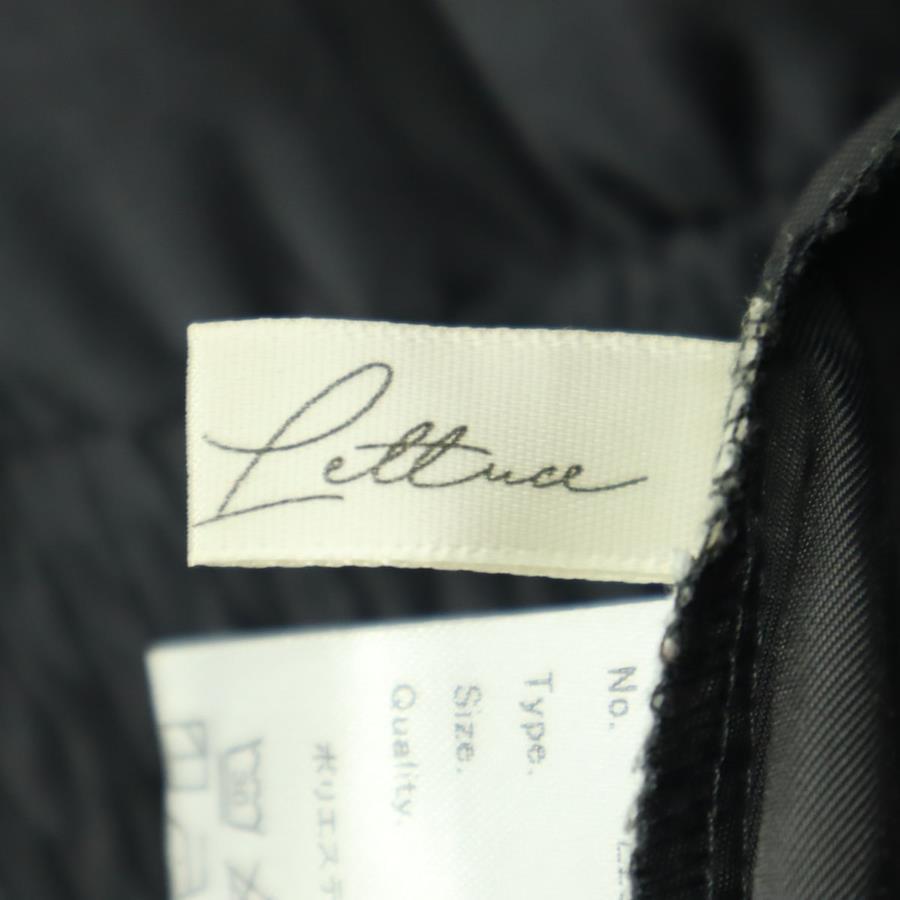 Lettuce
No.
Type.
Size.
Quality.
ポリエステ